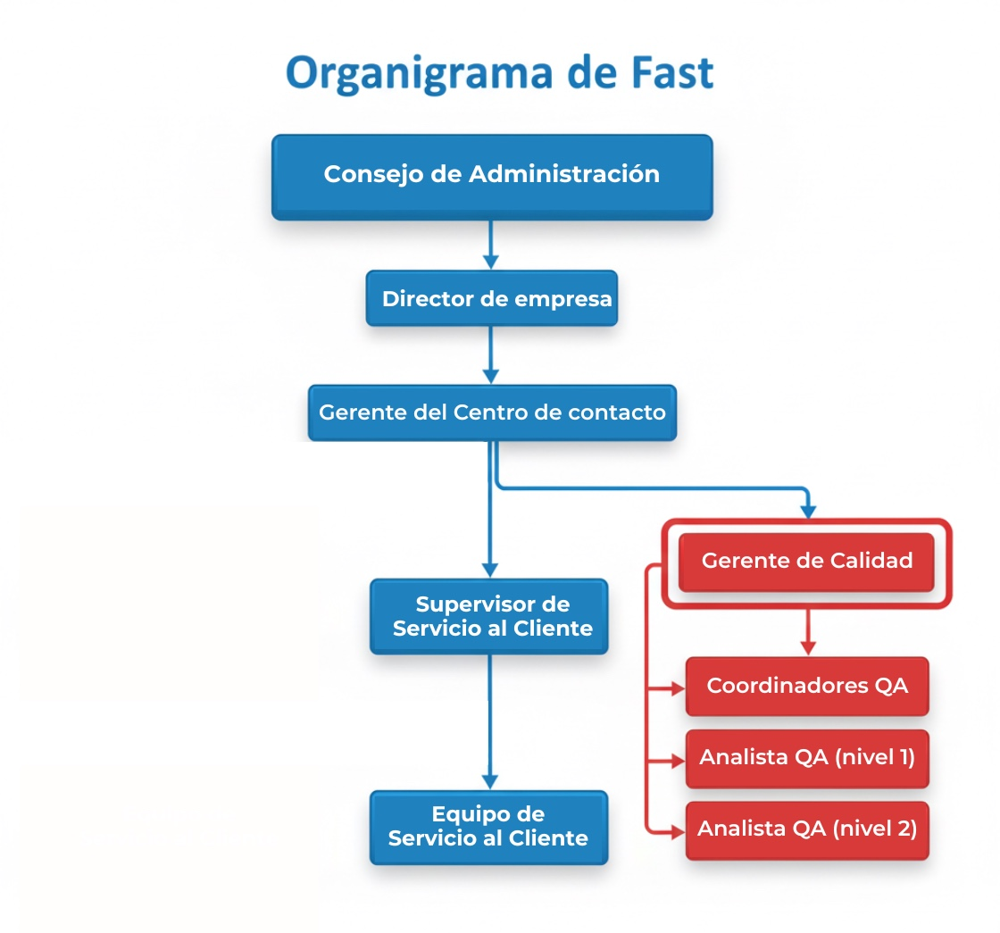 Organigrama de Fast
Consejo de Administración
Director de empresa
Gerente del Centro de contacto
Gerente de Calidad
Supervisor de
Servicio al Cliente
Coordinadores QA
Analista QA (nivel 1)
Analista QA (nivel 2)
Equipo de
Servicio al Cliente